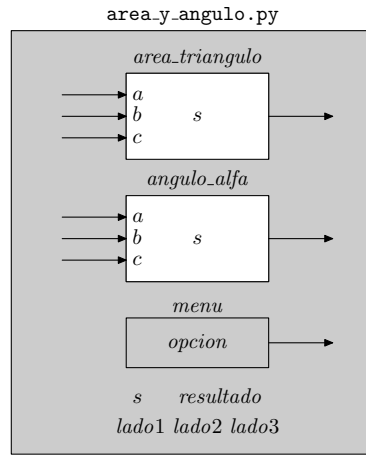 area_y_angulo.py
area_triangulo
a
b s
c
angulo_alfa
a
b s
c
menu
opcion
s resultado
lado1 lado2 lado3